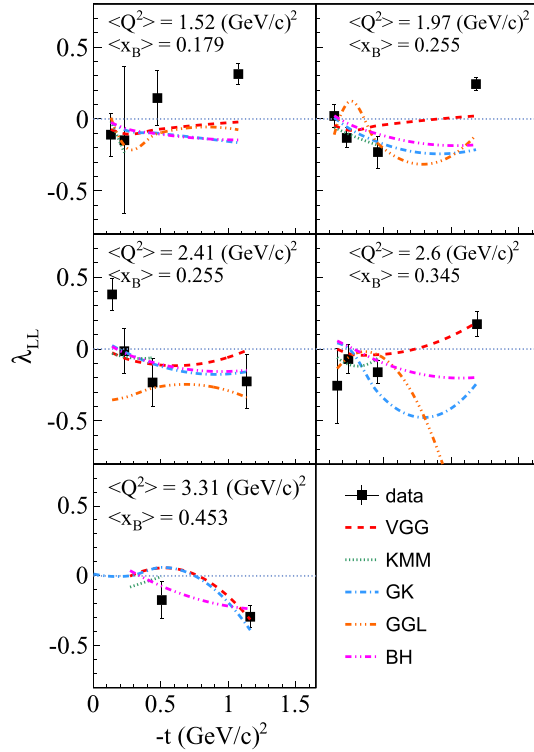 <Q²> = 1.52 (GeV/c)²
<x_B> = 0.179
<Q²> = 1.97 (GeV/c)²
<x_B> = 0.255
0.5
0
-0.5
<Q²> = 2.41 (GeV/c)²
<x_B> = 0.255
<Q²> = 2.6 (GeV/c)²
<x_B> = 0.345
0.5
0
-0.5
λ_LL
<Q²> = 3.31 (GeV/c)²
<x_B> = 0.453
0.5
0
-0.5
data
VGG
KMM
GK
GGL
BH
0 0.5 1 1.5
-t (GeV/c)²